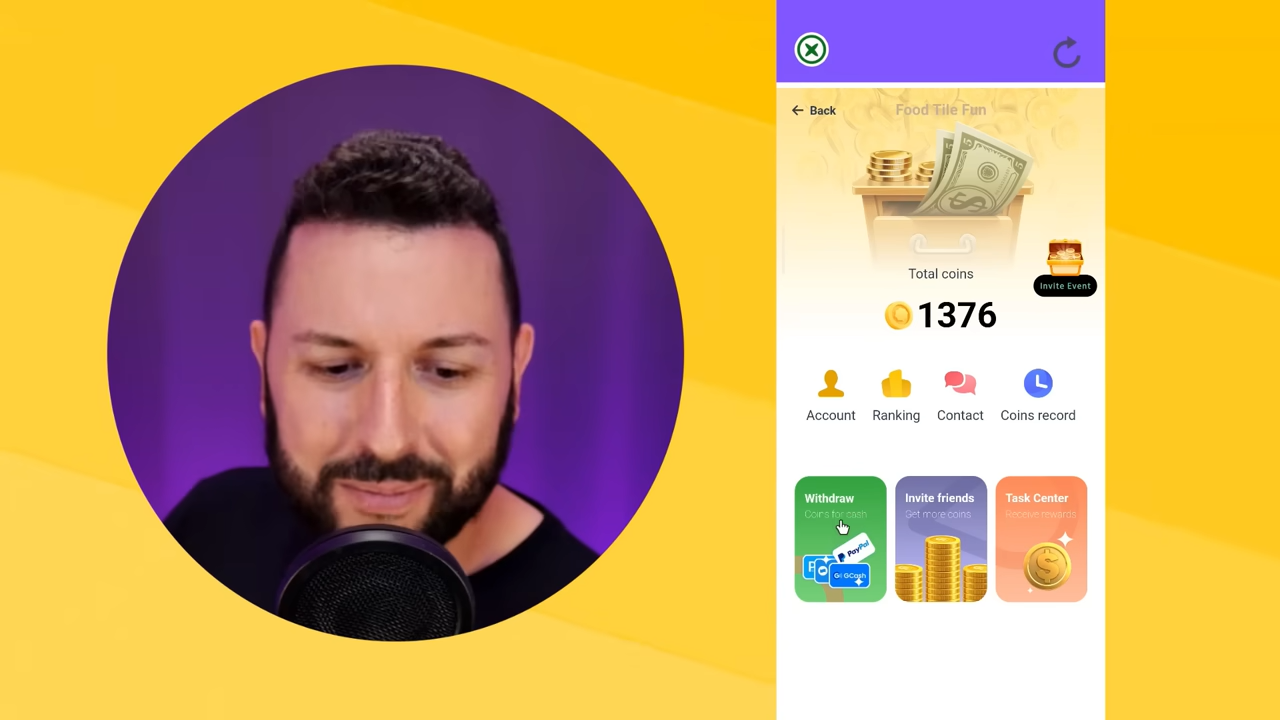 Back
Food Tile Fun
Total coins
Invite Event
1376
Account
Ranking
Contact
Coins record
Withdraw
Coins for cash
Invite friends
Get more coins
Task Center
Receive rewards
PayPal
GCash